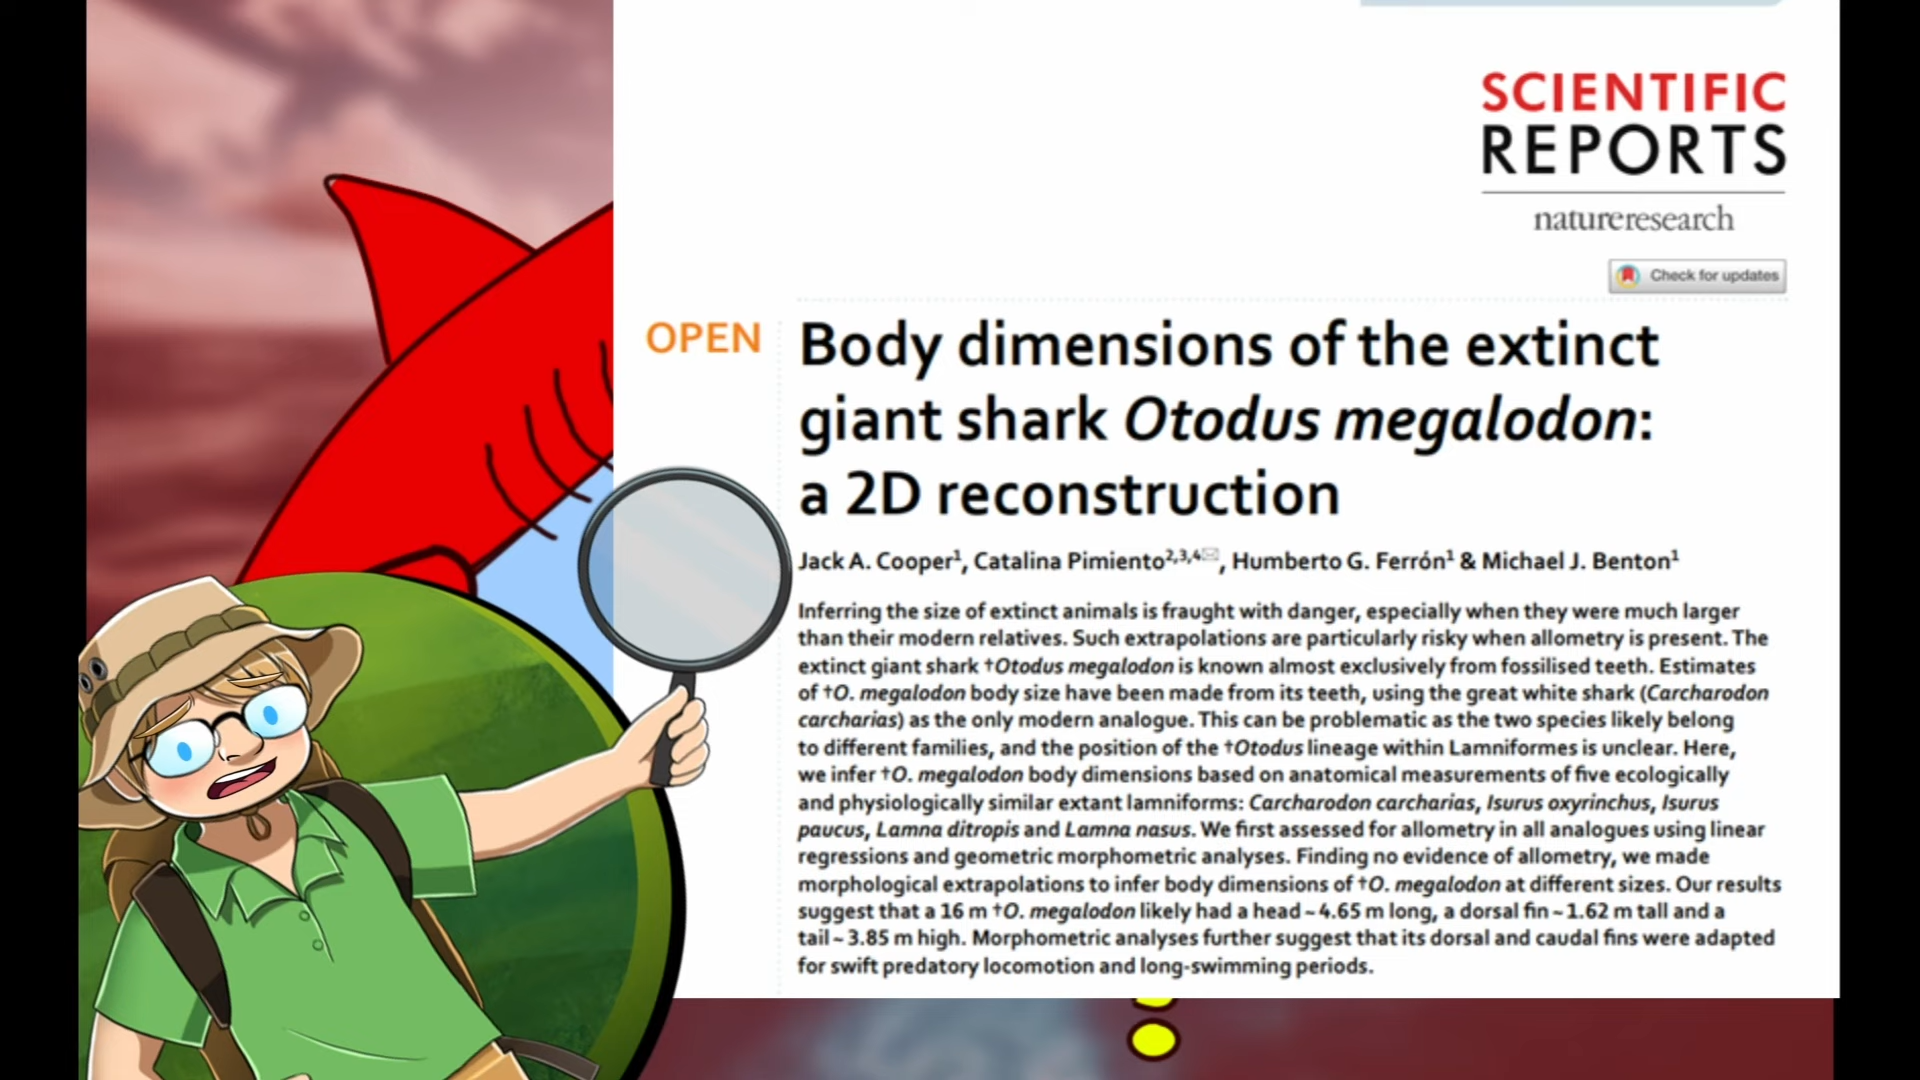 SCIENTIFIC
REPORTS
natureresearch
Check for updates
OPEN
Body dimensions of the extinct
giant shark Otodus megalodon:
a 2D reconstruction
Jack A. Cooper¹, Catalina Pimiento²,³,⁴✉, Humberto G. Ferrón¹ & Michael J. Benton¹
Inferring the size of extinct animals is fraught with danger, especially when they were much larger
than their modern relatives. Such extrapolations are particularly risky when allometry is present. The
extinct giant shark †Otodus megalodon is known almost exclusively from fossilised teeth. Estimates
of †O. megalodon body size have been made from its teeth, using the great white shark (Carcharodon
carcharias) as the only modern analogue. This can be problematic as the two species likely belong
to different families, and the position of the †Otodus lineage within Lamniformes is unclear. Here,
we infer †O. megalodon body dimensions based on anatomical measurements of five ecologically
and physiologically similar extant lamniforms: Carcharodon carcharias, Isurus oxyrinchus, Isurus
paucus, Lamna ditropis and Lamna nasus. We first assessed for allometry in all analogues using linear
regressions and geometric morphometric analyses. Finding no evidence of allometry, we made
morphological extrapolations to infer body dimensions of †O. megalodon at different sizes. Our results
suggest that a 16 m †O. megalodon likely had a head ~ 4.65 m long, a dorsal fin ~ 1.62 m tall and a
tail ~ 3.85 m high. Morphometric analyses further suggest that its dorsal and caudal fins were adapted
for swift predatory locomotion and long-swimming periods.